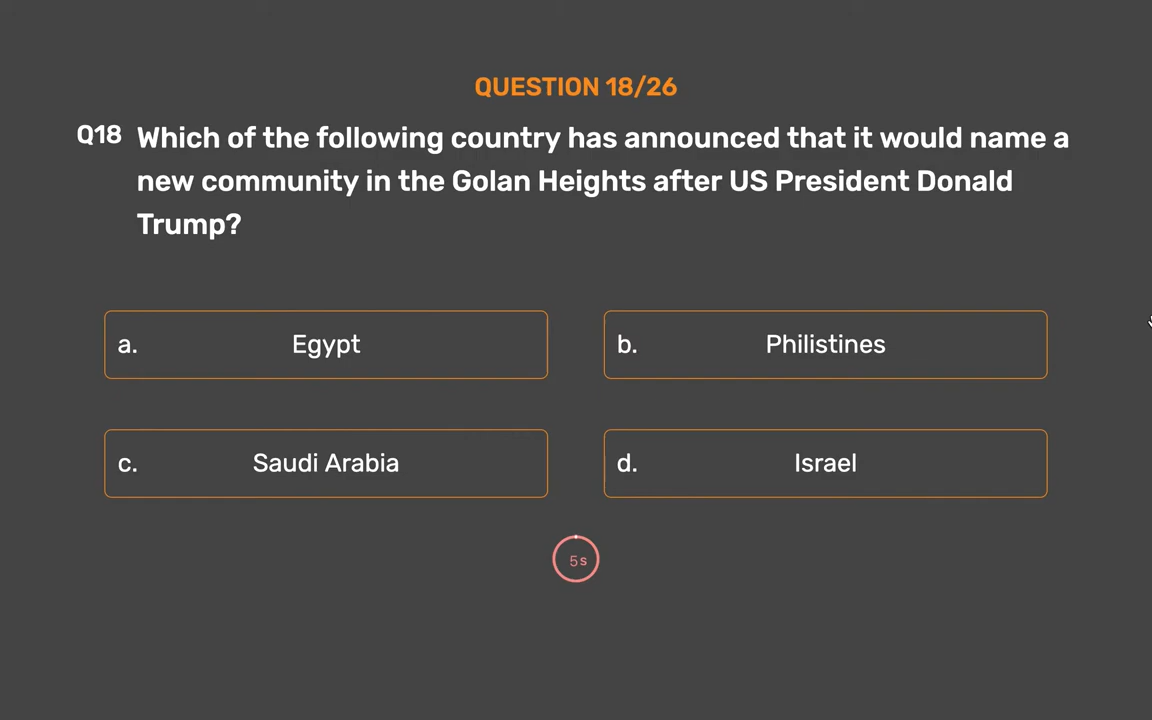 QUESTION 18/26
Q18 Which of the following country has announced that it would name a
new community in the Golan Heights after US President Donald
Trump?
a. Egypt
b. Philistines
c. Saudi Arabia
d. Israel
5s